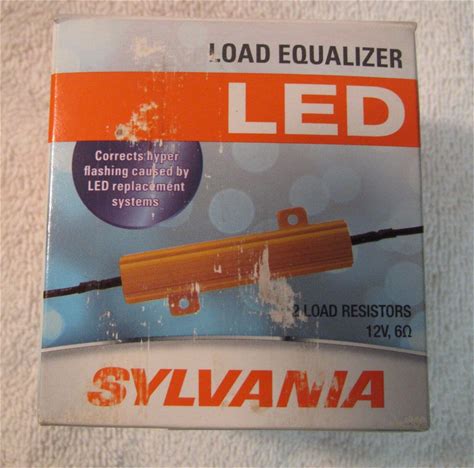 LOAD EQUALIZER
LED
Corrects hyper
flashing caused by
LED replacement
systems
2 LOAD RESISTORS
12V, 6Ω
SYLVANIA